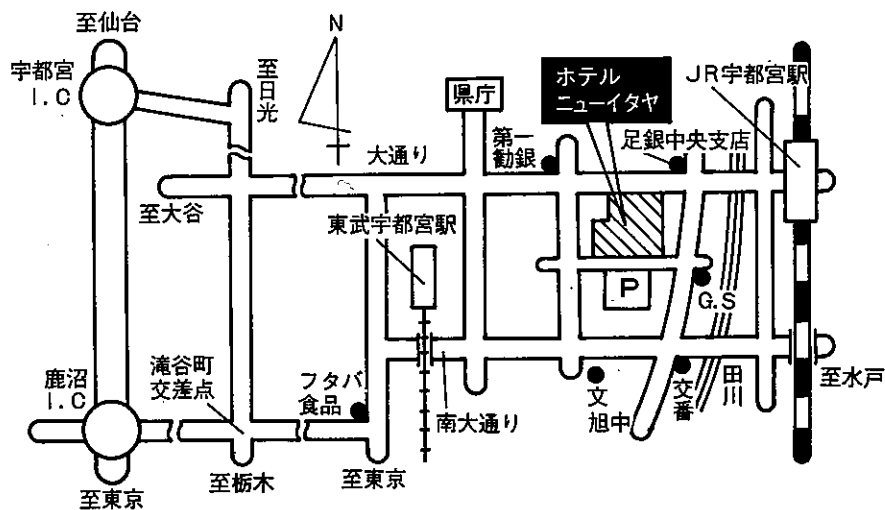 至仙台
N
宇都宮
I.C
至日光
県庁
ホテル
ニューイタヤ
JR宇都宮駅
第一
勧銀
足銀中央支店
大通り
至大谷
東武宇都宮駅
P
G.S
鹿沼
I.C
滝谷町
交差点
フタバ
食品
南大通り
文
旭中
交番
田川
至水戸
至東京
至栃木
至東京